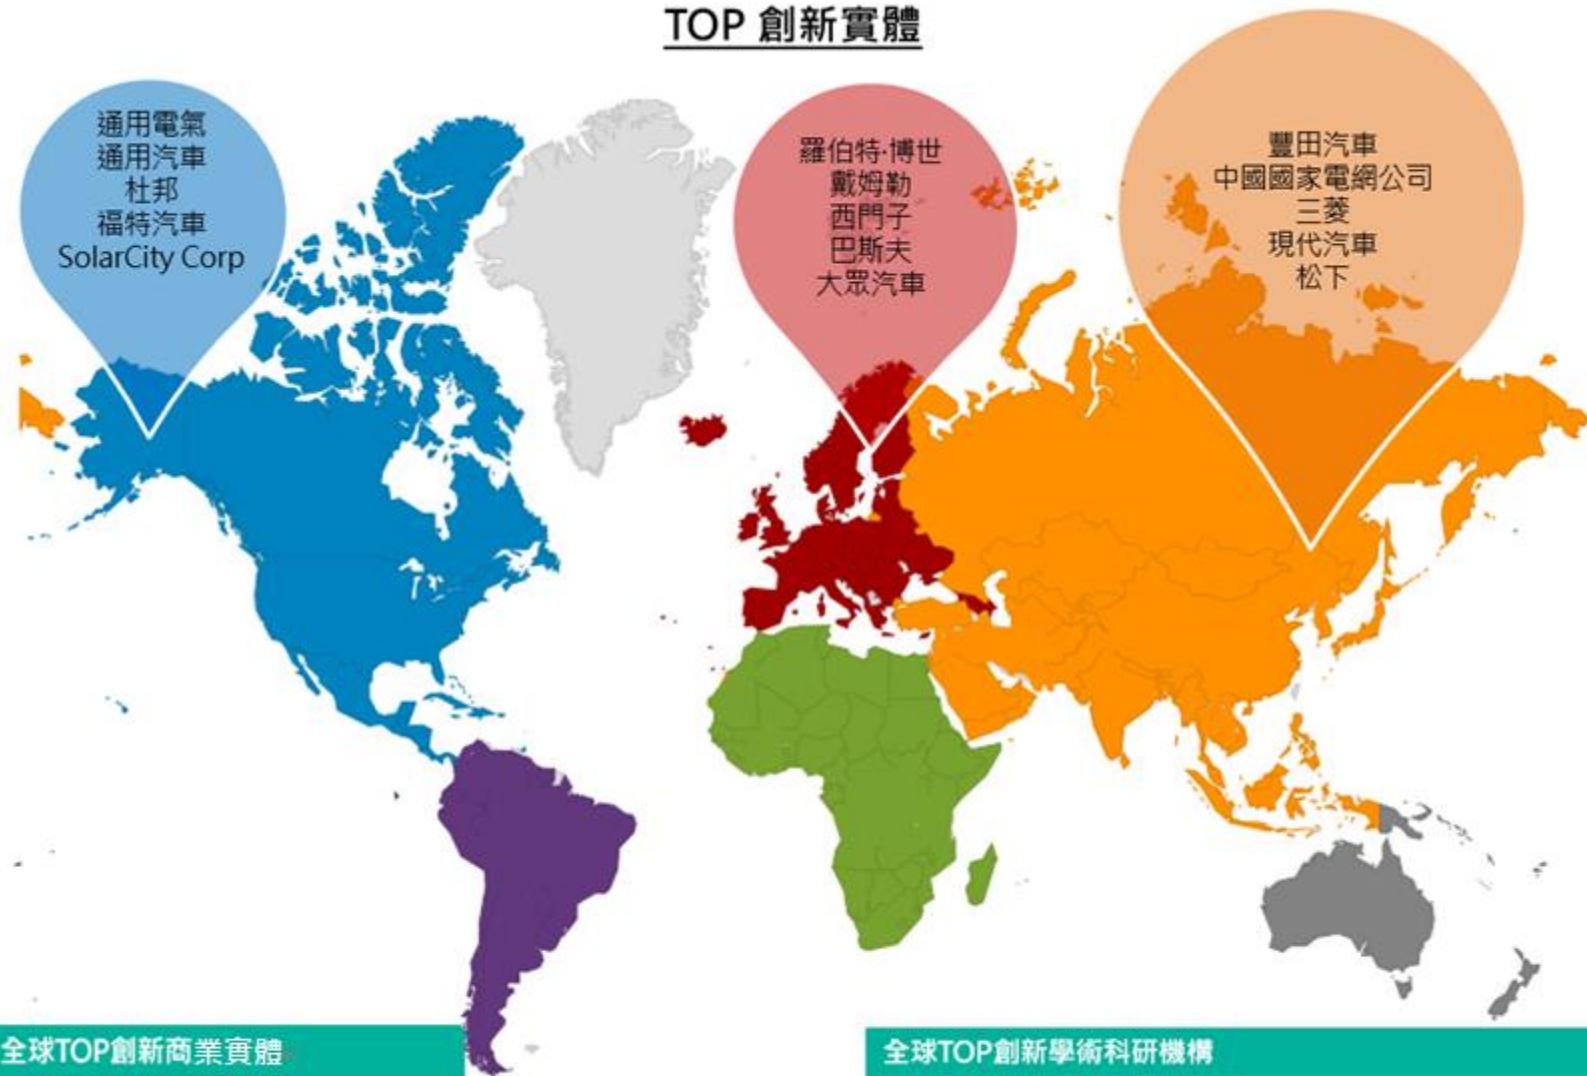 TOP 創新實體
通用電氣
通用汽車
杜邦
福特汽車
SolarCity Corp
羅伯特·博世
戴姆勒
西門子
巴斯夫
大眾汽車
豐田汽車
中國國家電網公司
三菱
現代汽車
松下
全球TOP創新商業實體
全球TOP創新學術科研機構